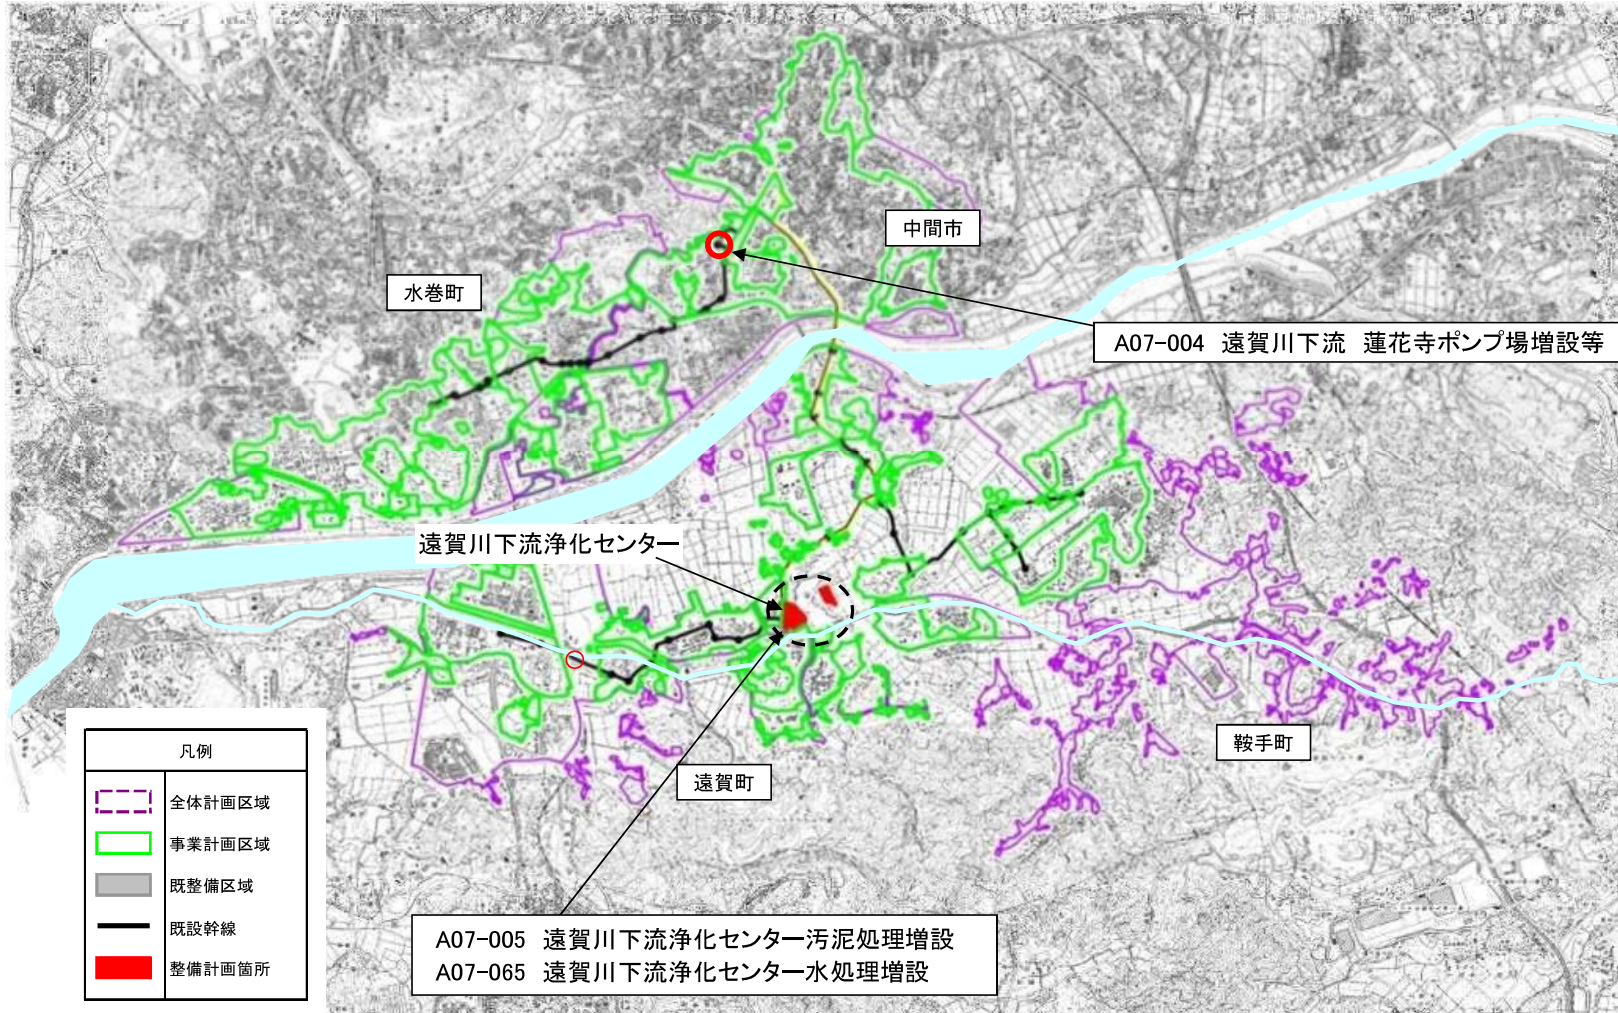 中間市
水巻町
A07-004 遠賀川下流 蓮花寺ポンプ場増設等
遠賀川下流浄化センター
鞍手町
遠賀町
凡例
全体計画区域
事業計画区域
既整備区域
既設幹線
整備計画箇所
A07-005 遠賀川下流浄化センター汚泥処理増設
A07-065 遠賀川下流浄化センター水処理増設